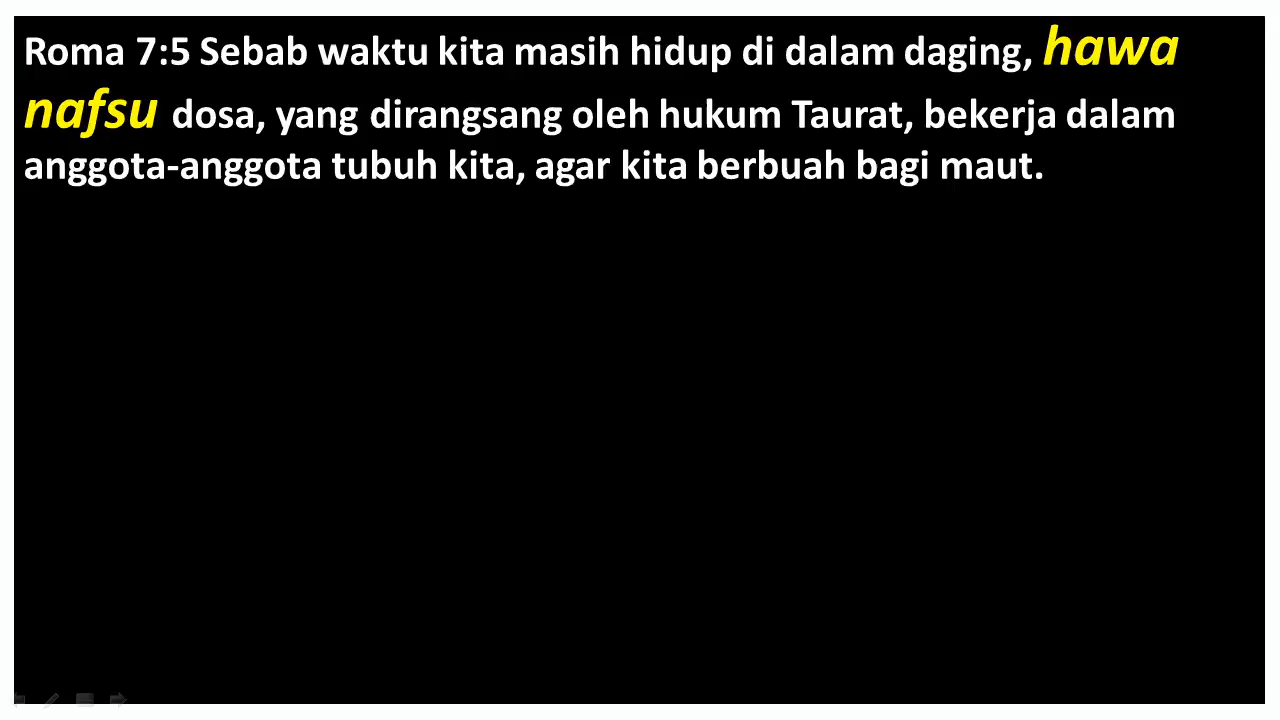 Roma 7:5 Sebab waktu kita masih hidup di dalam daging, hawa
nafsu dosa, yang dirangsang oleh hukum Taurat, bekerja dalam
anggota-anggota tubuh kita, agar kita berbuah bagi maut.